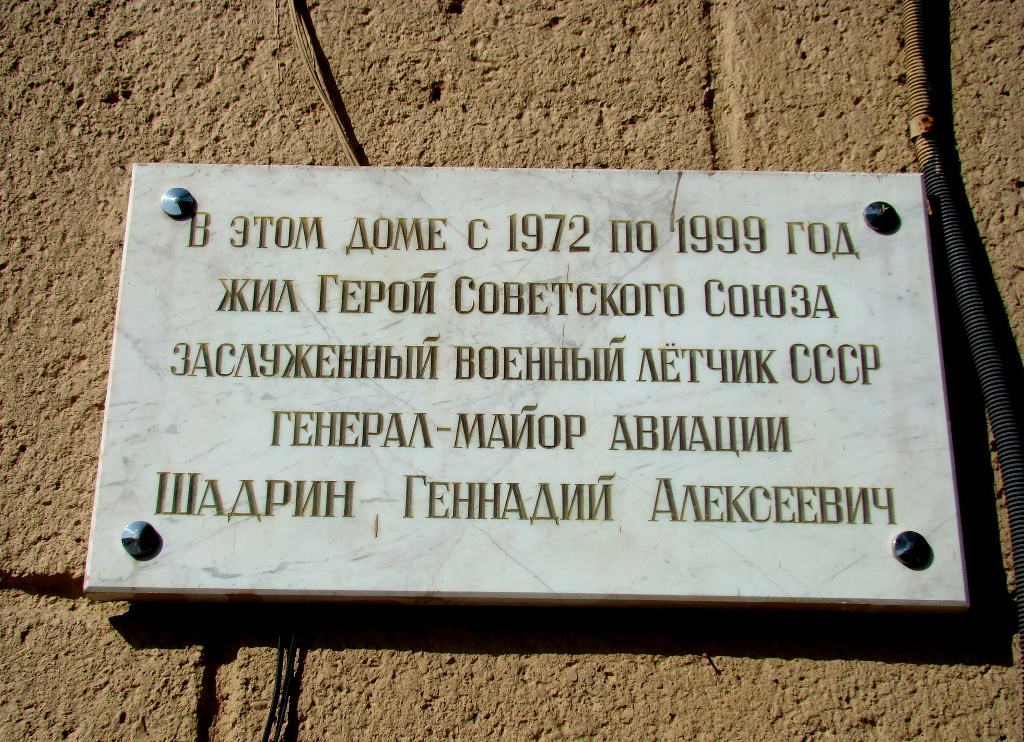 В ЭТОМ ДОМЕ С 1972 ПО 1999 ГОД
ЖИЛ ГЕРОЙ СОВЕТСКОГО СОЮЗА
ЗАСЛУЖЕННЫЙ ВОЕННЫЙ ЛЁТЧИК СССР
ГЕНЕРАЛ-МАЙОР АВИАЦИИ
ШАДРИН ГЕННАДИЙ АЛЕКСЕЕВИЧ